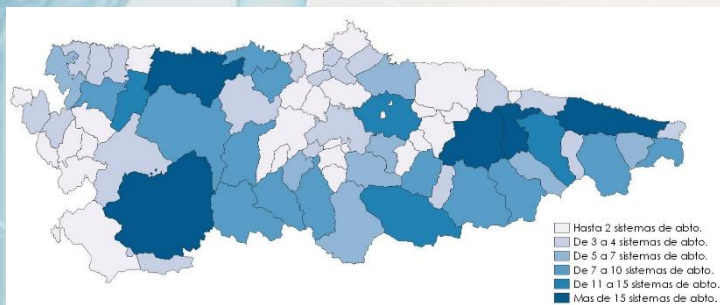 Hasta 2 sistemas de abto.
De 3 a 4 sistemas de abto.
De 5 a 7 sistemas de abto.
De 7 a 10 sistemas de abto.
De 11 a 15 sistemas de abto.
Mas de 15 sistemas de abto.